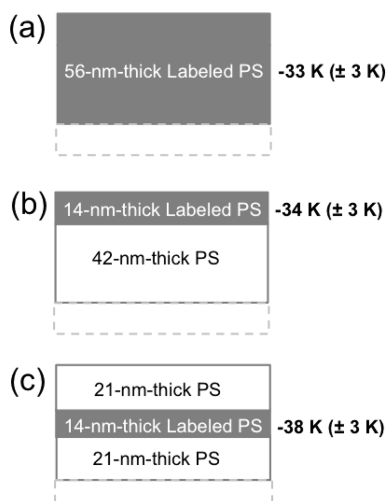 (a)
56-nm-thick Labeled PS -33 K (± 3 K)
(b)
14-nm-thick Labeled PS -34 K (± 3 K)
42-nm-thick PS
(c)
21-nm-thick PS
14-nm-thick Labeled PS -38 K (± 3 K)
21-nm-thick PS